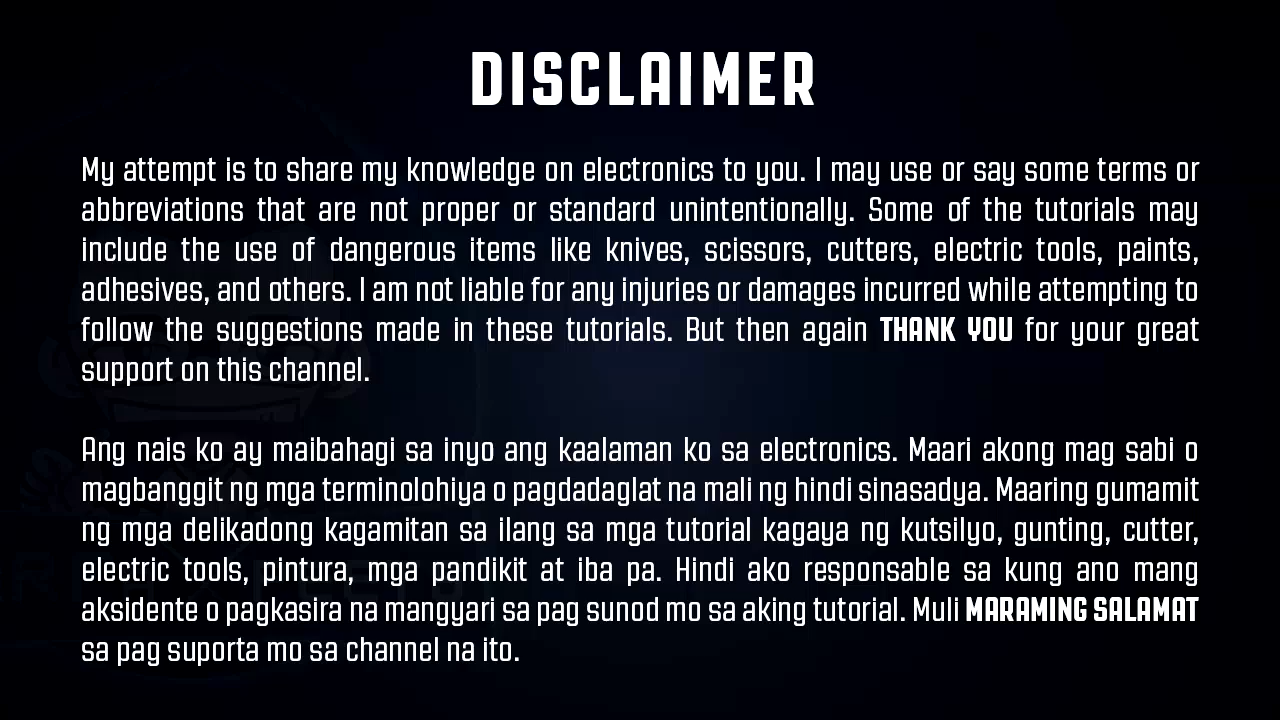 DISCLAIMER
My attempt is to share my knowledge on electronics to you. I may use or say some terms or
abbreviations that are not proper or standard unintentionally. Some of the tutorials may
include the use of dangerous items like knives, scissors, cutters, electric tools, paints,
adhesives, and others. I am not liable for any injuries or damages incurred while attempting to
follow the suggestions made in these tutorials. But then again THANK YOU for your great
support on this channel.
Ang nais ko ay maibahagi sa inyo ang kaalaman ko sa electronics. Maari akong mag sabi o
magbanggit ng mga terminolohiya o pagdadaglat na mali ng hindi sinasadya. Maaring gumamit
ng mga delikadong kagamitan sa ilang sa mga tutorial kagaya ng kutsilyo, gunting, cutter,
electric tools, pintura, mga pandikit at iba pa. Hindi ako responsable sa kung ano mang
aksidente o pagkasira na mangyari sa pag sunod mo sa aking tutorial. Muli MARAMING SALAMAT
sa pag suporta mo sa channel na ito.